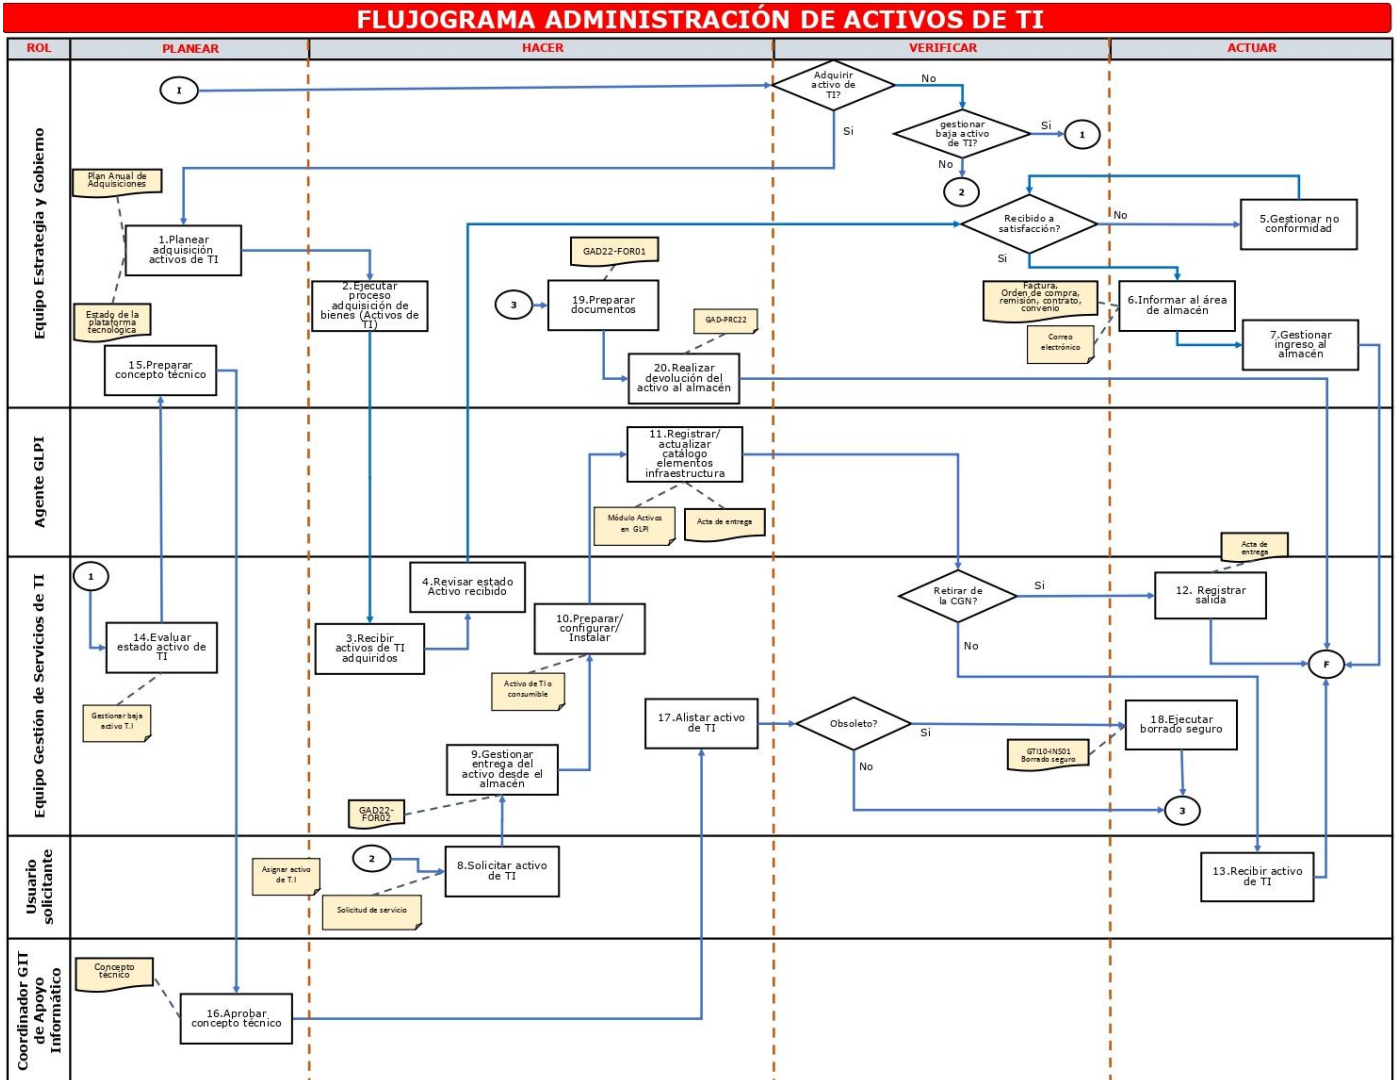 FLUJOGRAMA ADMINISTRACIÓN DE ACTIVOS DE TI
ROL
PLANEAR
HACER
VERIFICAR
ACTUAR
Equipo Estrategia y Gobierno
I
Adquirir
activo de
TI?
No
Si
gestionar
baja activo
de TI?
Si
1
No
2
Plan Anual de
Adquisiciones
1.Planear
adquisición
activos de TI
Estado de la
plataforma
tecnológica
2.Ejecutar
proceso
adquisición de
bienes (Activos de
TI)
GAD22-FOR01
3
19.Preparar
documentos
GAD-PRC22
20.Realizar
devolución del
activo al almacén
Recibido a
satisfacción?
No
Si
5.Gestionar no
conformidad
Factura,
Orden de compra,
remisión, contrato,
convenio
Correo
electrónico
6.Informar al área
de almacén
7.Gestionar
ingreso al
almacén
15.Preparar
concepto técnico
Agente GLPI
11.Registrar/
actualizar
catálogo
elementos
infraestructura
Módulo Activos
en GLPI
Acta de entrega
Equipo Gestión de Servicios de TI
1
14.Evaluar
estado activo de
TI
Gestionar baja
activo T.I
3.Recibir
activos de TI
adquiridos
4.Revisar estado
Activo recibido
10.Preparar/
configurar/
Instalar
Activo de TI o
consumible
9.Gestionar
entrega del
activo desde el
almacén
GAD22-
FOR02
17.Alistar activo
de TI
Retirar de
la CGN?
Si
No
Acta de
entrega
12. Registrar
salida
F
Obsoleto?
Si
No
GTI10-INS01
Borrado seguro
18.Ejecutar
borrado seguro
3
Usuario
solicitante
Asignar activo
de T.I
2
Solicitud de servicio
8.Solicitar activo
de TI
13.Recibir activo
de TI
Coordinador GIT
de Apoyo
Informático
Concepto
técnico
16.Aprobar
concepto técnico